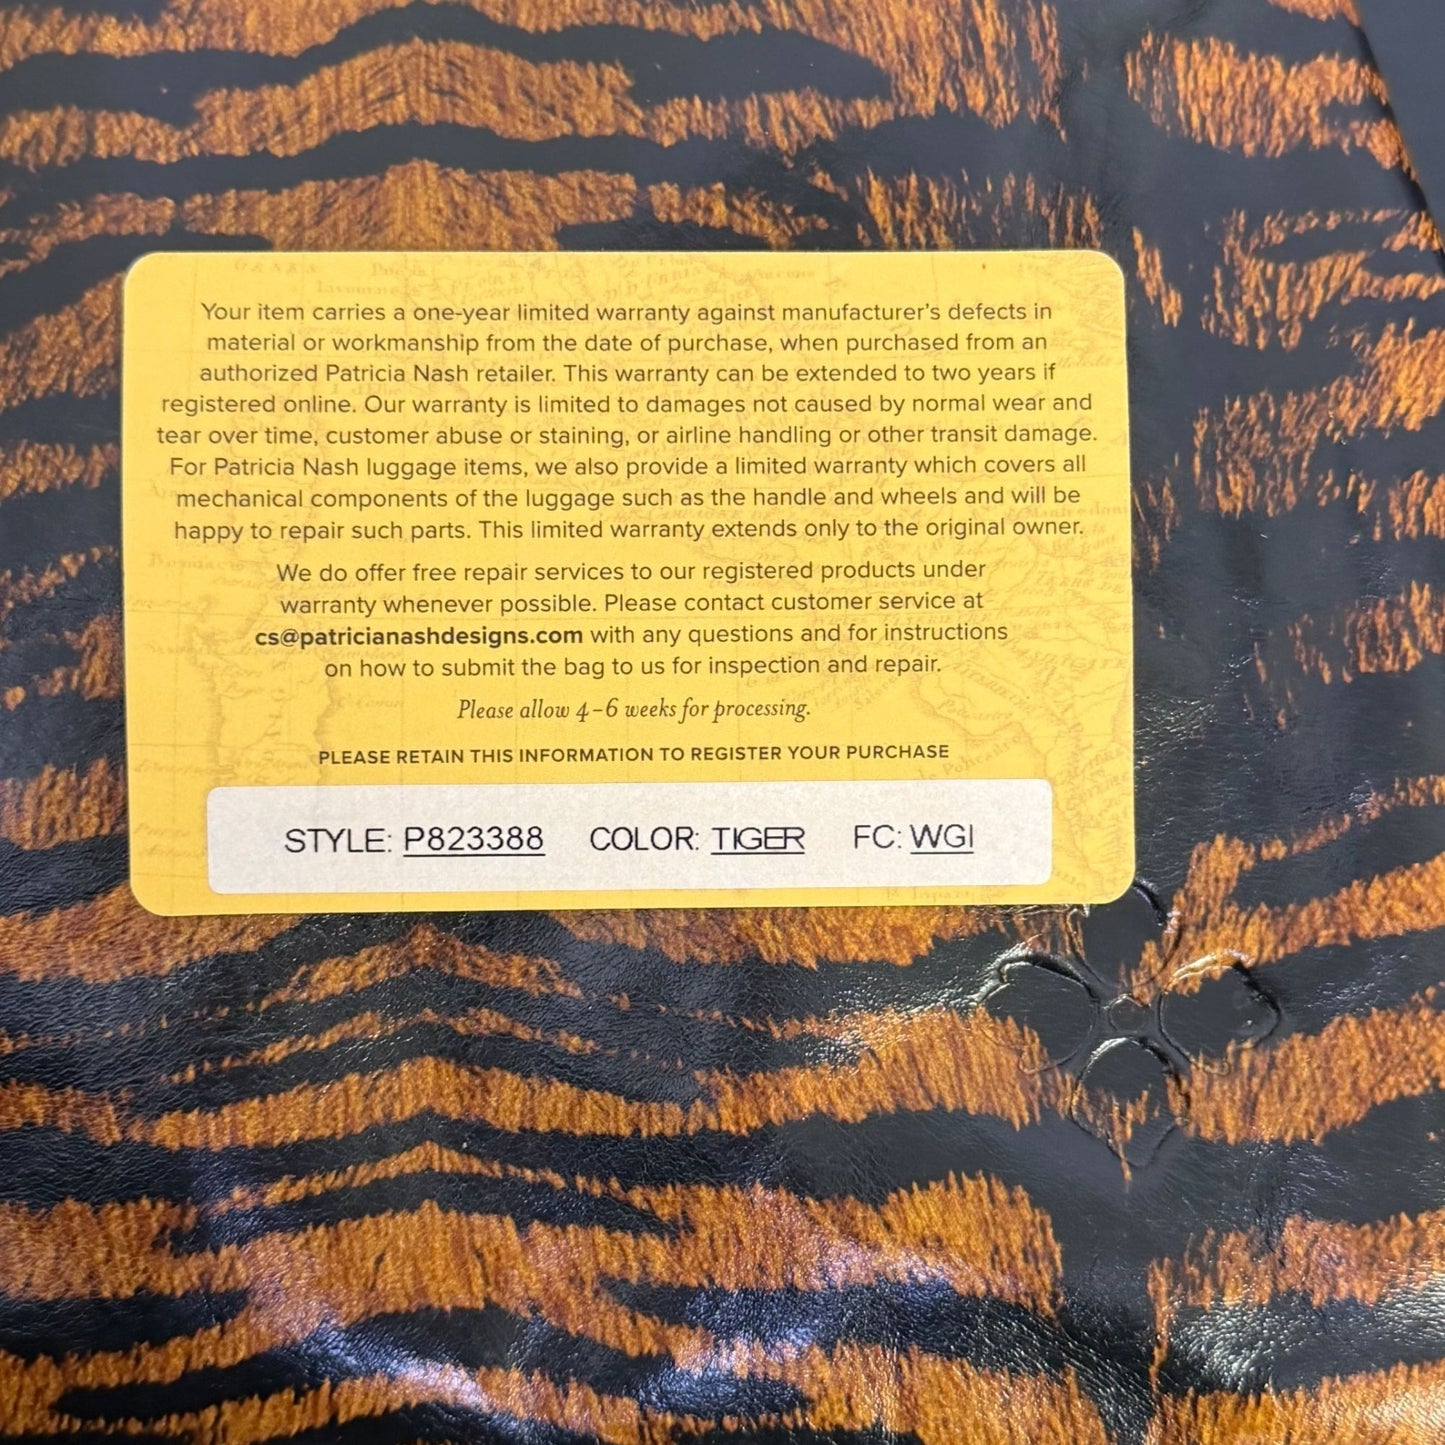 Your item carries a one-year limited warranty against manufacturer's defects in
material or workmanship from the date of purchase, when purchased from an
authorized Patricia Nash retailer. This warranty can be extended to two years if
registered online. Our warranty is limited to damages not caused by normal wear and
tear over time, customer abuse or staining, or airline handling or other transit damage.
For Patricia Nash luggage items, we also provide a limited warranty which covers all
mechanical components of the luggage such as the handle and wheels and will be
happy to repair such parts. This limited warranty extends only to the original owner.
We do offer free repair services to our registered products under
warranty whenever possible. Please contact customer service at
cs@patricianashdesigns.com with any questions and for instructions
on how to submit the bag to us for inspection and repair.
Please allow 4–6 weeks for processing.
PLEASE RETAIN THIS INFORMATION TO REGISTER YOUR PURCHASE
STYLE: P823388 COLOR: TIGER FC: WGI